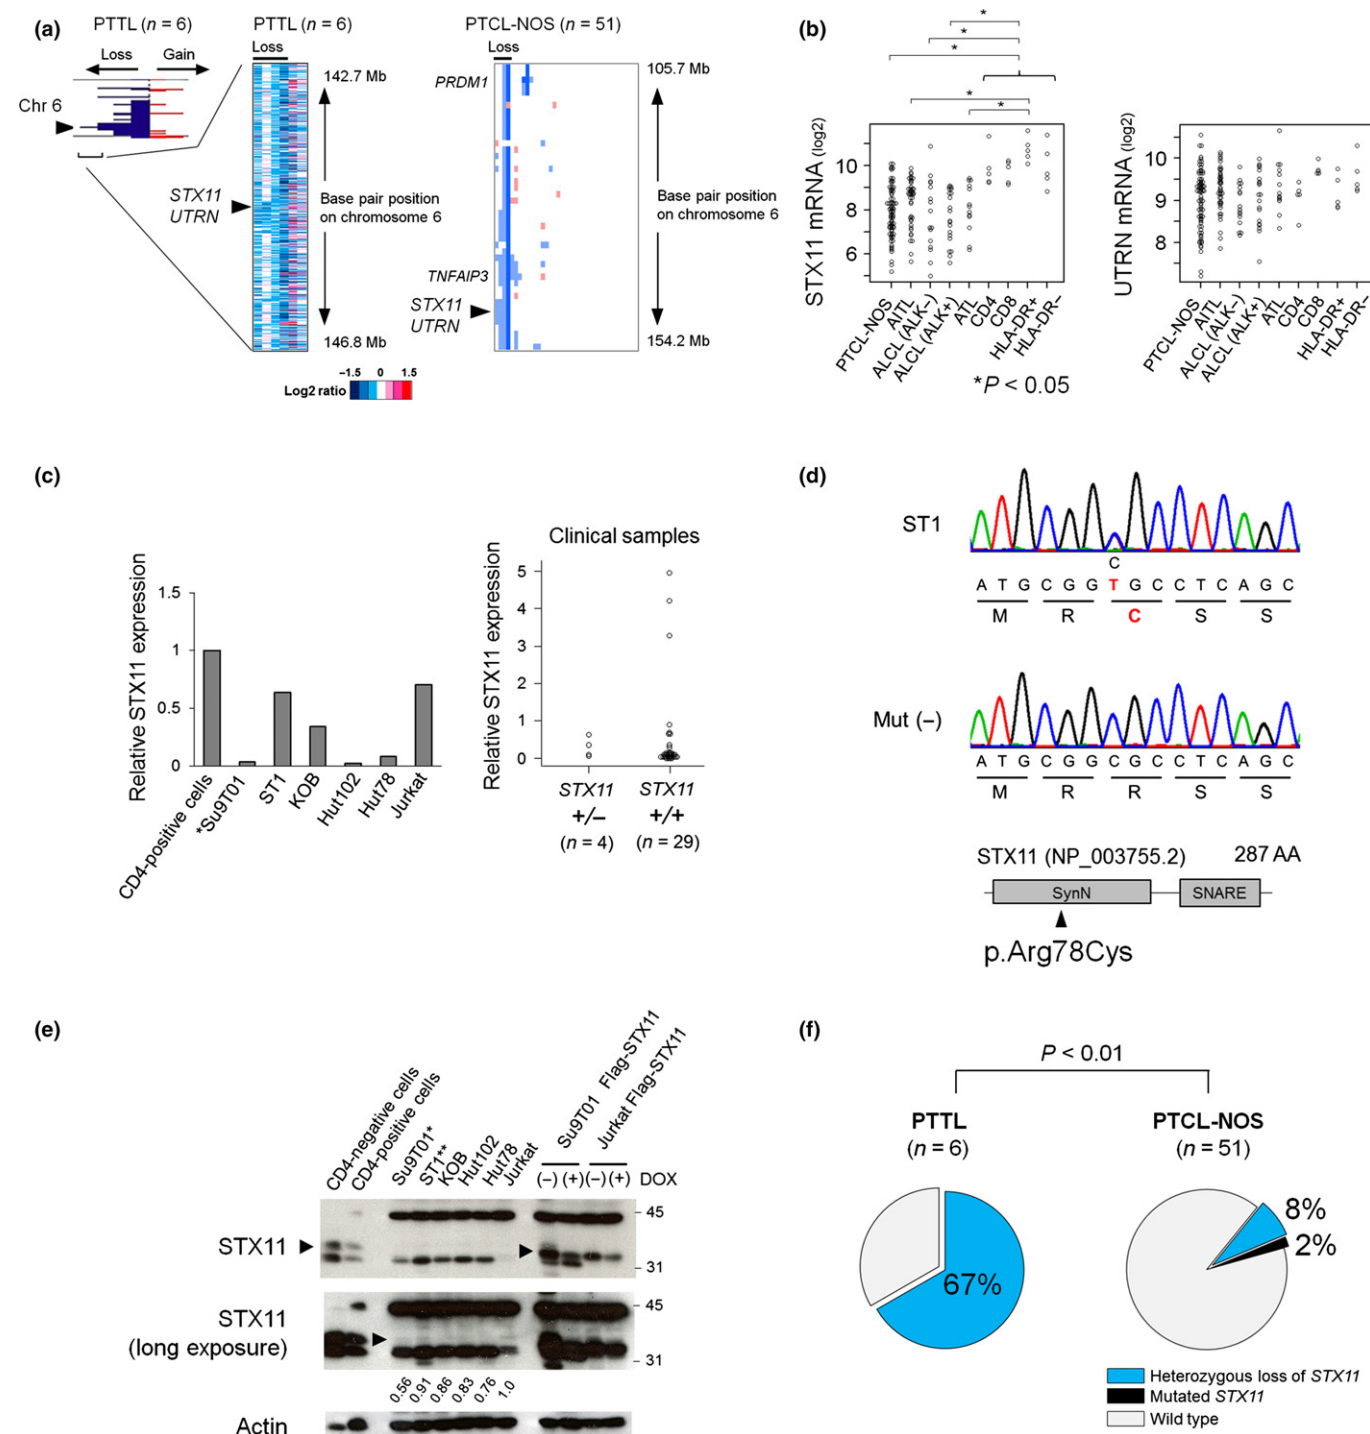 (a)
PTTL (n = 6)
Loss Gain
Chr 6
PTTL (n = 6)
Loss
142.7 Mb
STX11
UTRN
Base pair position
on chromosome 6
146.8 Mb
–1.5 0 1.5
Log2 ratio
PTCL-NOS (n = 51)
Loss
PRDM1
105.7 Mb
Base pair position
on chromosome 6
TNFAIP3
STX11
UTRN
154.2 Mb
(b)
*
*
*
*
*
STX11 mRNA (log2)
10
8
6
PTCL-NOS
AITL
ALCL (ALK–)
ALCL (ALK+)
ATL
CD4
CD8
HLA-DR+
HLA-DR–
*P < 0.05
UTRN mRNA (log2)
10
9
8
PTCL-NOS
AITL
ALCL (ALK–)
ALCL (ALK+)
ATL
CD4
CD8
HLA-DR+
HLA-DR–
(c)
Relative STX11 expression
1.5
1
0.5
0
CD4-positive cells
*Su9T01
ST1
KOB
Hut102
Hut78
Jurkat
Clinical samples
Relative STX11 expression
5
4
3
2
1
0
STX11 STX11
+/– +/+
(n = 4) (n = 29)
(d)
ST1
C
A T G C G G T G C C T C A G C
M R C S S
Mut (–)
A T G C G G C G C C T C A G C
M R R S S
STX11 (NP_003755.2) 287 AA
SynN SNARE
p.Arg78Cys
(e)
CD4-negative cells
CD4-positive cells
Su9T01*
ST1**
KOB
Hut102
Hut78
Jurkat
Su9T01 Flag-STX11
Jurkat Flag-STX11
(–) (+) (–) (+) DOX
STX11
45
31
STX11
(long exposure)
45
31
0.56 0.91 0.86 0.83 0.76 1.0
Actin
(f)
P < 0.01
PTTL
(n = 6)
67%
PTCL-NOS
(n = 51)
8%
2%
Heterozygous loss of STX11
Mutated STX11
Wild type